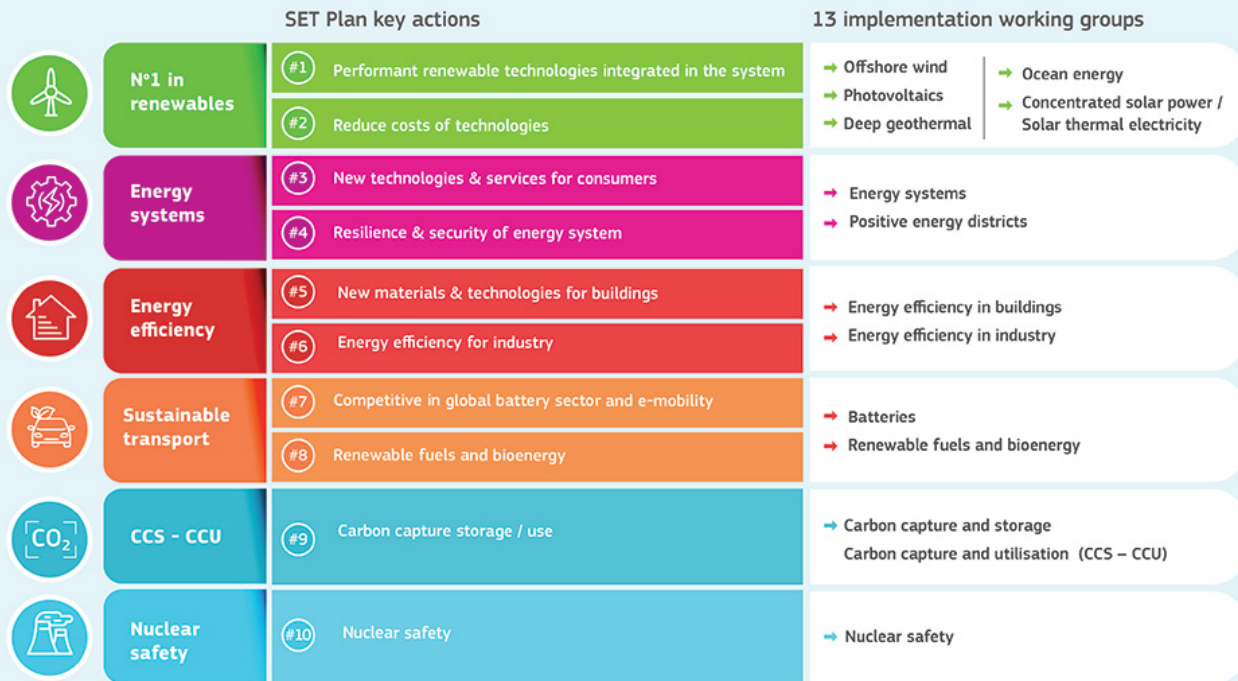 SET Plan key actions
13 implementation working groups
Nº1 in
renewables
#1
Performant renewable technologies integrated in the system
#2
Reduce costs of technologies
→ Offshore wind
→ Photovoltaics
→ Deep geothermal
→ Ocean energy
→ Concentrated solar power /
Solar thermal electricity
Energy
systems
#3
New technologies & services for consumers
#4
Resilience & security of energy system
→ Energy systems
→ Positive energy districts
Energy
efficiency
#5
New materials & technologies for buildings
#6
Energy efficiency for industry
→ Energy efficiency in buildings
→ Energy efficiency in industry
Sustainable
transport
#7
Competitive in global battery sector and e-mobility
#8
Renewable fuels and bioenergy
→ Batteries
→ Renewable fuels and bioenergy
CO₂
CCS - CCU
#9
Carbon capture storage / use
→ Carbon capture and storage
Carbon capture and utilisation (CCS – CCU)
Nuclear
safety
#10
Nuclear safety
→ Nuclear safety